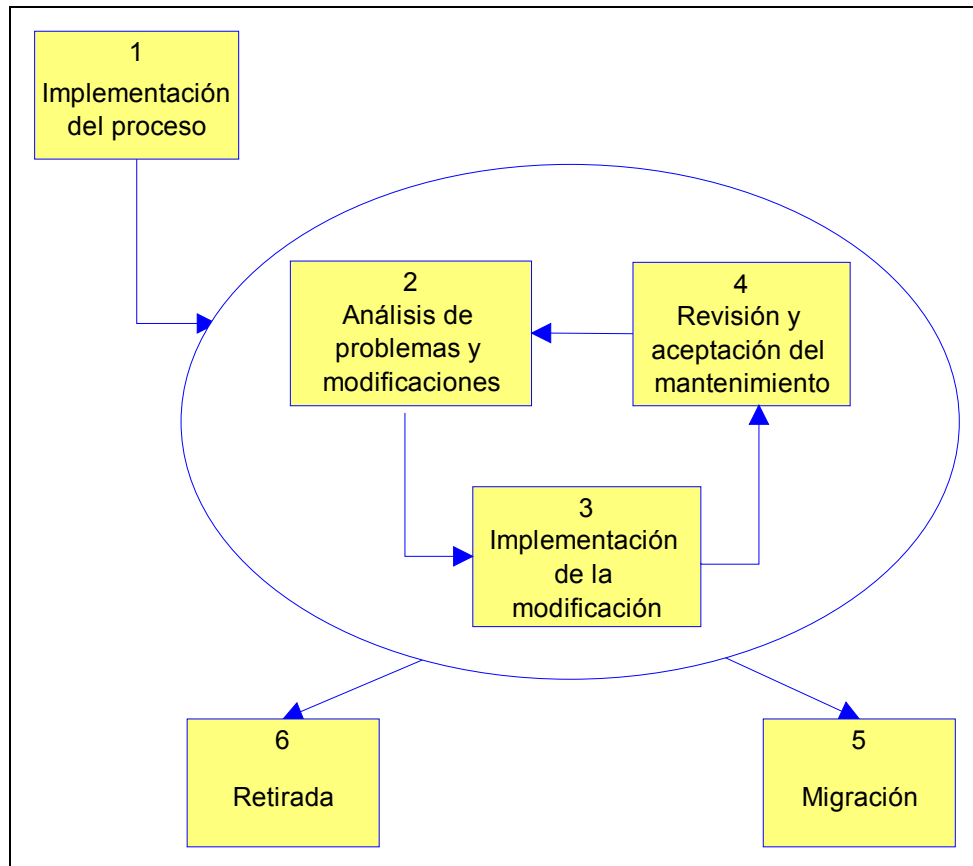 1
Implementación
del proceso
2
Análisis de
problemas y
modificaciones
4
Revisión y
aceptación del
mantenimiento
3
Implementación
de la
modificación
6
Retirada
5
Migración